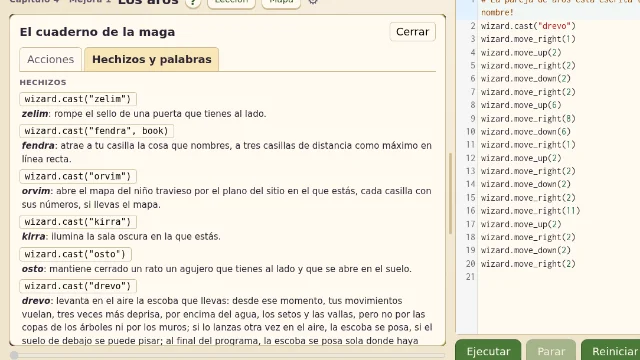 Capítulo 4 Mejora 1 Los aros ? Lección Mapa
El cuaderno de la maga
Cerrar
Acciones
Hechizos y palabras
HECHIZOS
wizard.cast("zelim")
zelim: rompe el sello de una puerta que tienes al lado.
wizard.cast("fendra", book)
fendra: atrae a tu casilla la cosa que nombres, a tres casillas de distancia como máximo en
línea recta.
wizard.cast("orvim")
orvim: abre el mapa del niño travieso por el plano del sitio en el que estás, cada casilla con
sus números, si llevas el mapa.
wizard.cast("kirra")
kirra: ilumina la sala oscura en la que estás.
wizard.cast("osto")
osto: mantiene cerrado un rato un agujero que tienes al lado y que se abre en el suelo.
wizard.cast("drevo")
drevo: levanta en el aire la escoba que llevas: desde ese momento, tus movimientos
vuelan, tres veces más deprisa, por encima del agua, los setos y las vallas, pero no por las
copas de los árboles ni por los muros; si lo lanzas otra vez en el aire, la escoba se posa, si el
suelo de debajo se puede pisar; al final del programa, la escoba se posa sola donde haya
nombre!
2 wizard.cast("drevo")
3 wizard.move_right(1)
4 wizard.move_up(2)
5 wizard.move_right(2)
6 wizard.move_down(2)
7 wizard.move_right(2)
8 wizard.move_up(6)
9 wizard.move_right(8)
10 wizard.move_down(6)
11 wizard.move_right(1)
12 wizard.move_up(2)
13 wizard.move_right(2)
14 wizard.move_down(2)
15 wizard.move_right(2)
16 wizard.move_right(11)
17 wizard.move_up(2)
18 wizard.move_right(2)
19 wizard.move_down(2)
20 wizard.move_right(2)
21
Ejecutar
Parar
Reiniciar